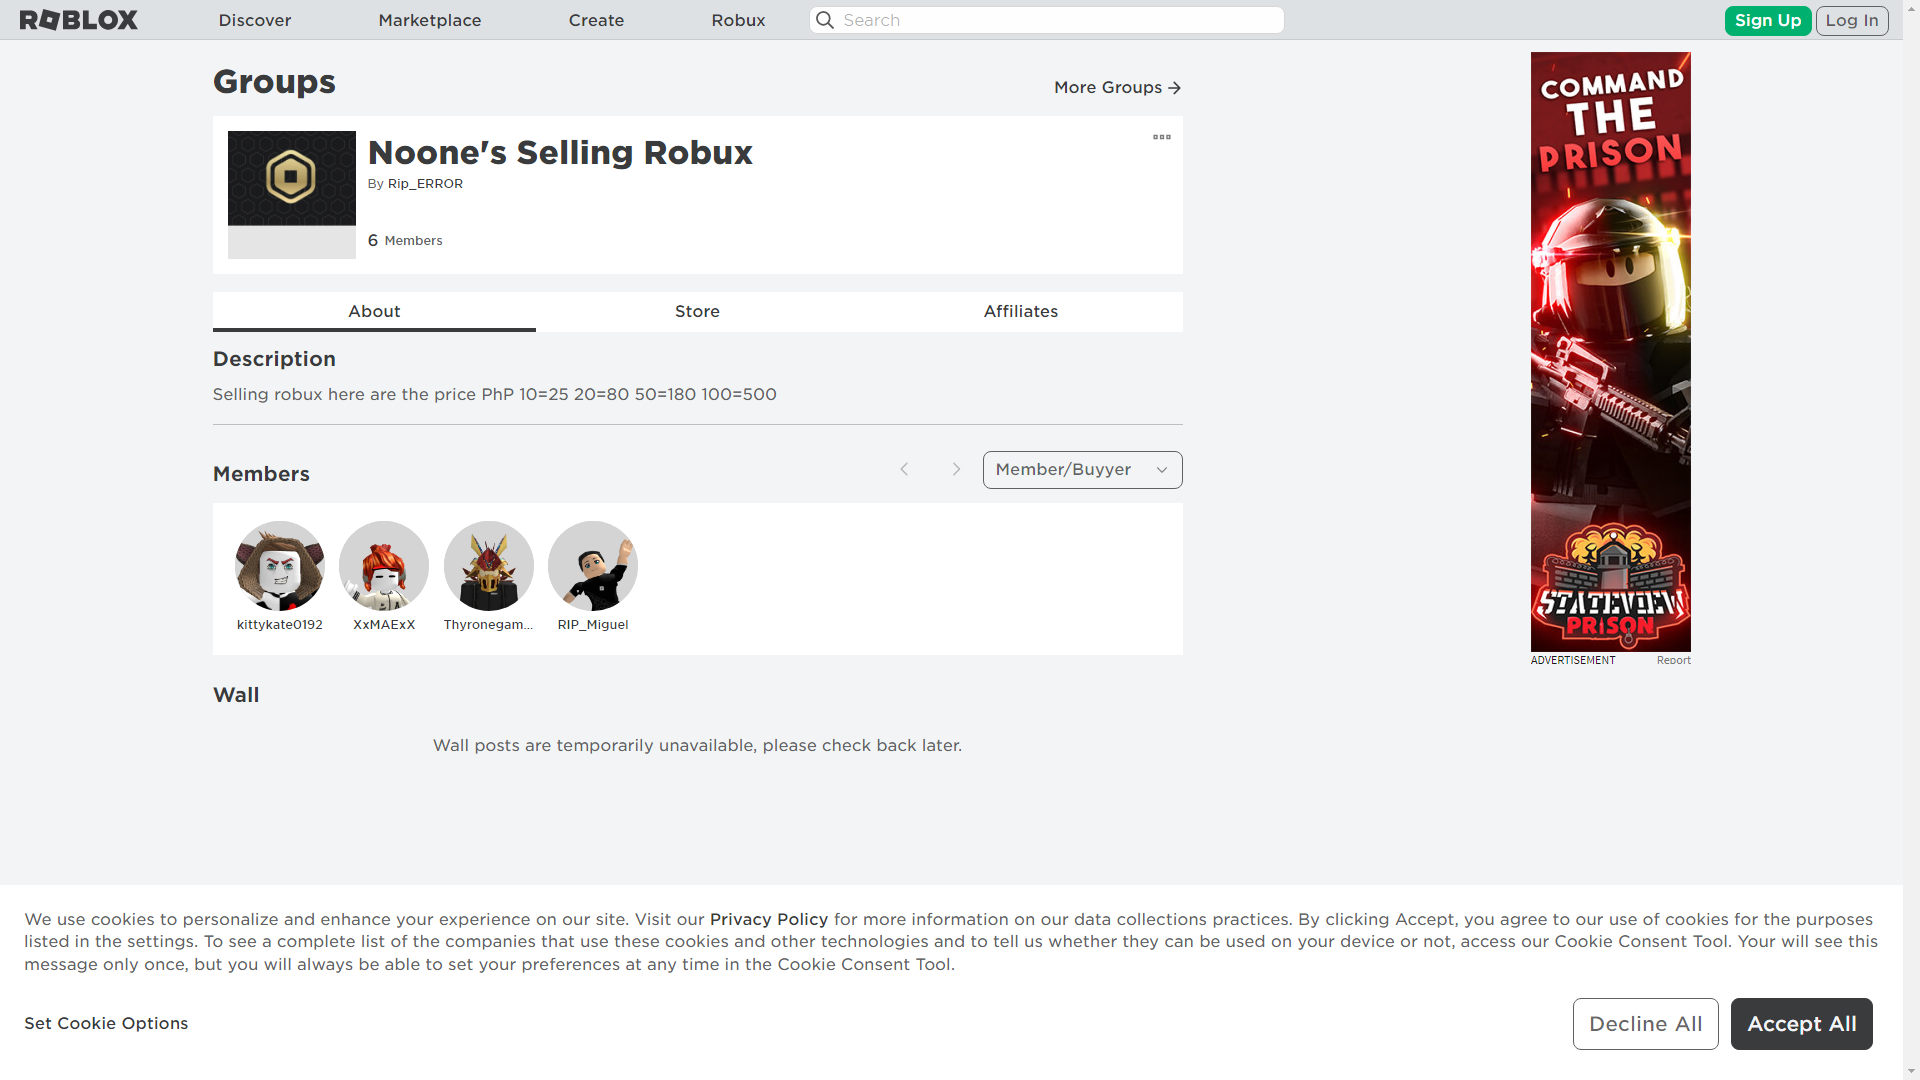 ROBLOX
Discover
Marketplace
Create
Robux
Search
Sign Up
Log In
Groups
More Groups
Noone's Selling Robux
By Rip_ERROR
6 Members
About
Store
Affiliates
Description
Selling robux here are the price PhP 10=25 20=80 50=180 100=500
Members
Member/Buyyer
kittykate0192
XxMAExX
Thyronegam...
RIP_Miguel
Wall
Wall posts are temporarily unavailable, please check back later.
COMMAND
THE
PRISON
STATEVIEW
PRISON
ADVERTISEMENT
Report
We use cookies to personalize and enhance your experience on our site. Visit our Privacy Policy for more information on our data collections practices. By clicking Accept, you agree to our use of cookies for the purposes
listed in the settings. To see a complete list of the companies that use these cookies and other technologies and to tell us whether they can be used on your device or not, access our Cookie Consent Tool. Your will see this
message only once, but you will always be able to set your preferences at any time in the Cookie Consent Tool.
Set Cookie Options
Decline All
Accept All